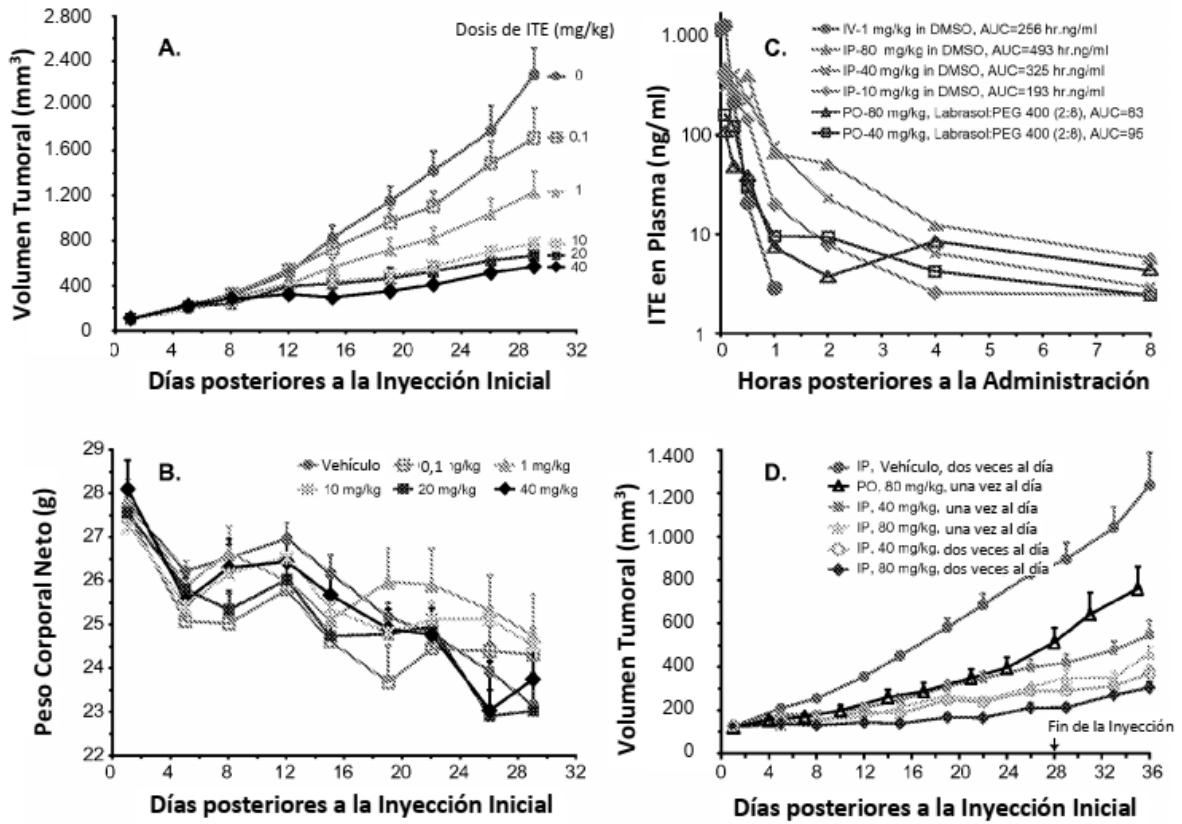 A.
Dosis de ITE (mg/kg)
2.800
2.400
2.000
1.600
1.200
800
400
0
Volumen Tumoral (mm³)
0
0.1
1
10
20
40
0 4 8 12 16 20 24 28 32
Días posteriores a la Inyección Inicial
C.
IV-1 mg/kg in DMSO, AUC=256 hr.ng/ml
IP-80 mg/kg in DMSO, AUC=493 hr.ng/ml
IP-40 mg/kg in DMSO, AUC=325 hr.ng/ml
IP-10 mg/kg in DMSO, AUC=193 hr.ng/ml
PO-80 mg/kg, Labrasol:PEG 400 (2:8), AUC=63
PO-40 mg/kg, Labrasol:PEG 400 (2:8), AUC=95
1.000
100
10
1
ITE en Plasma (ng/ml)
0 1 2 3 4 5 6 7 8
Horas posteriores a la Administración
B.
Vehículo 0,1 mg/kg 1 mg/kg
10 mg/kg 20 mg/kg 40 mg/kg
29
28
27
26
25
24
23
22
Peso Corporal Neto (g)
0 4 8 12 16 20 24 28 32
Días posteriores a la Inyección Inicial
D.
IP, Vehículo, dos veces al día
PO, 80 mg/kg, una vez al día
IP, 40 mg/kg, una vez al día
IP, 80 mg/kg, una vez al día
IP, 40 mg/kg, dos veces al día
IP, 80 mg/kg, dos veces al día
1.400
1.200
1.000
800
600
400
200
0
Volumen Tumoral (mm³)
Fin de la Inyección
0 4 8 12 16 20 24 28 32 36
Días posteriores a la Inyección Inicial